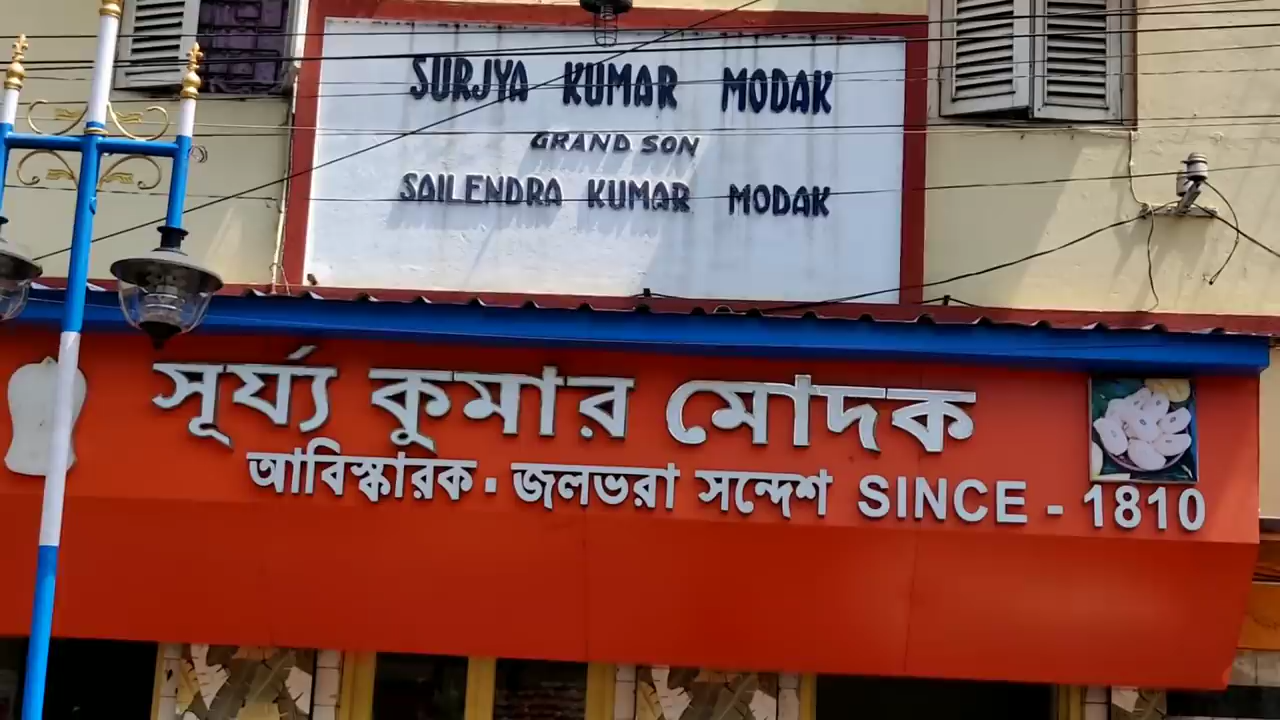 SURJYA KUMAR MODAK
GRAND SON
SAILENDRA KUMAR MODAK
সূর্য্য কুমার মোদক
আবিস্কারক · জলভরা সন্দেশ SINCE - 1810